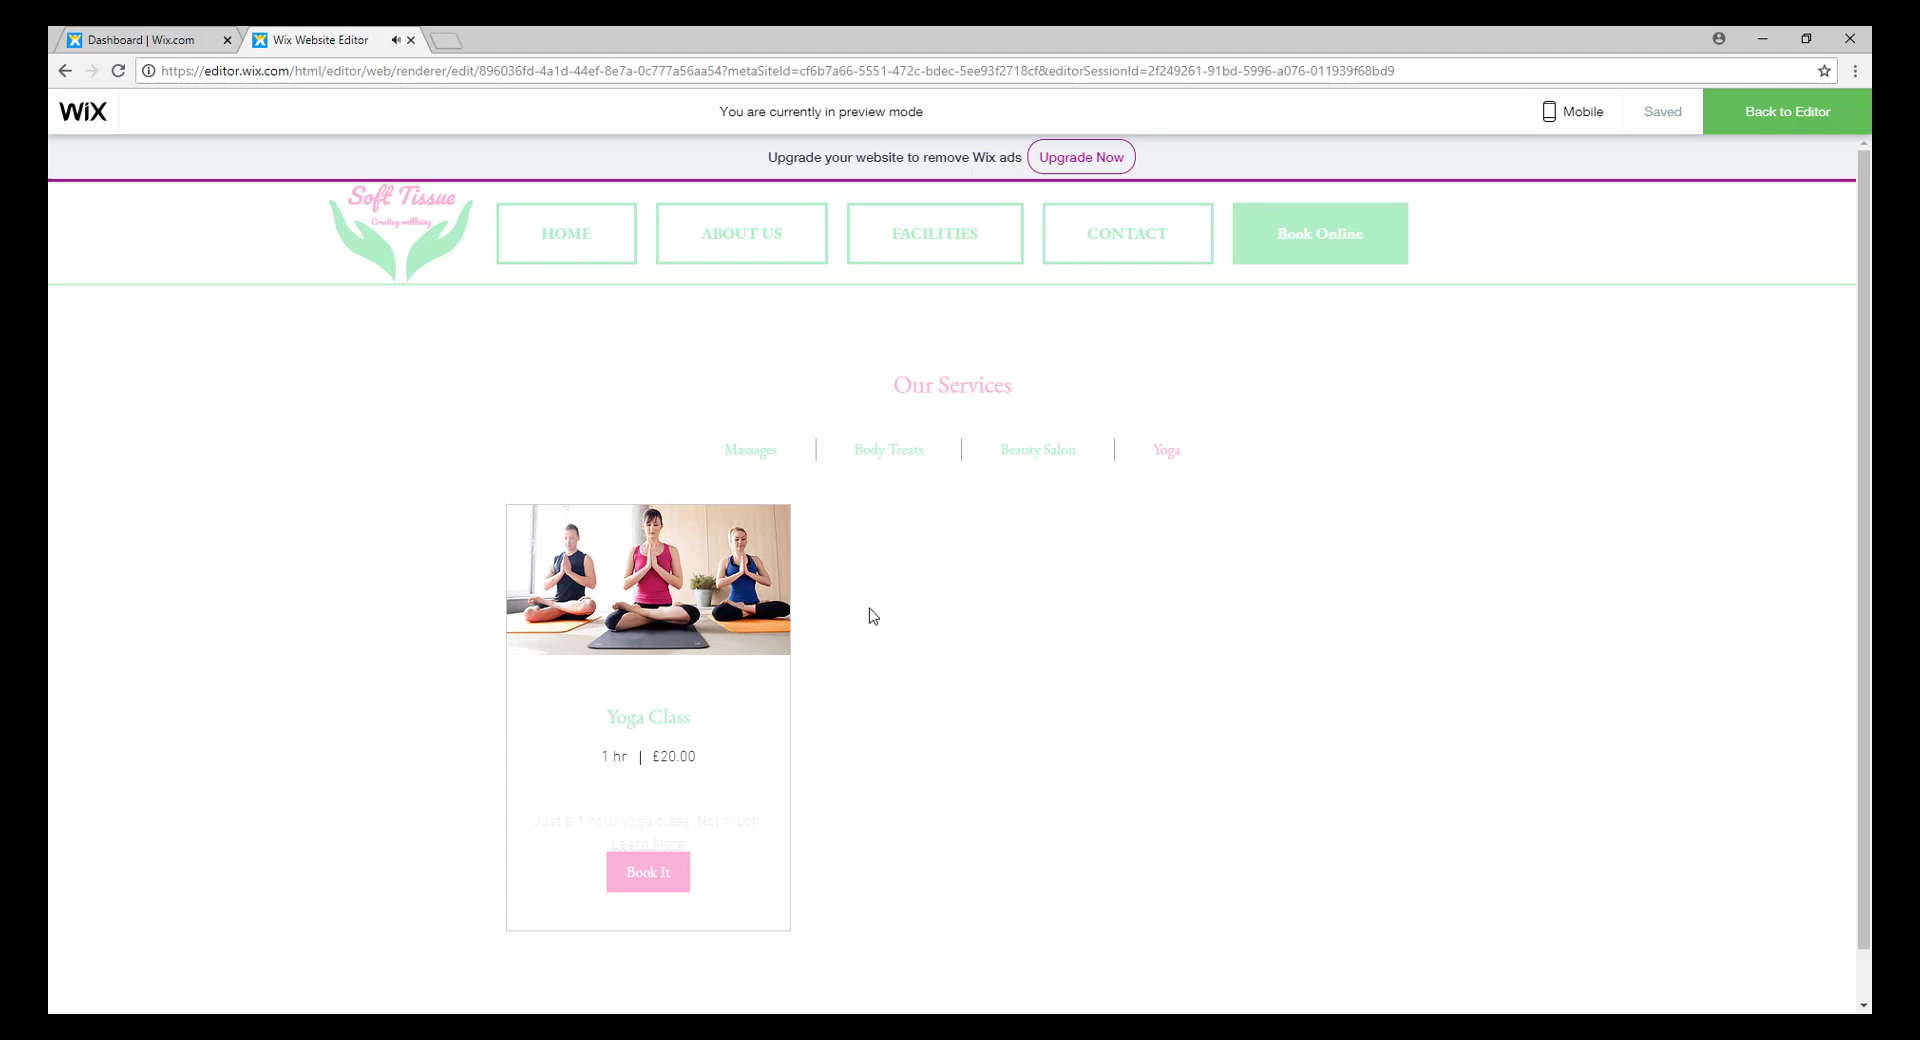 Dashboard | Wix.com
Wix Website Editor
https://editor.wix.com/html/editor/web/renderer/edit/896036fd-4a1d-44ef-8e7a-0c777a56aa54?metaSiteId=cf6b7a66-5551-472c-bdec-5ee93f2718cf&editorSessionId=2f249261-91bd-5996-a076-011939f68bd9
WiX
You are currently in preview mode
Mobile
Saved
Back to Editor
Upgrade your website to remove Wix ads
Upgrade Now
Soft Tissue
Creating wellbeing
HOME
ABOUT US
FACILITIES
CONTACT
Book Online
Our Services
Massages
Body Treats
Beauty Salon
Yoga
Yoga Class
1 hr | £20.00
Just a 1 hour yoga class. Not much
Learn More
Book It